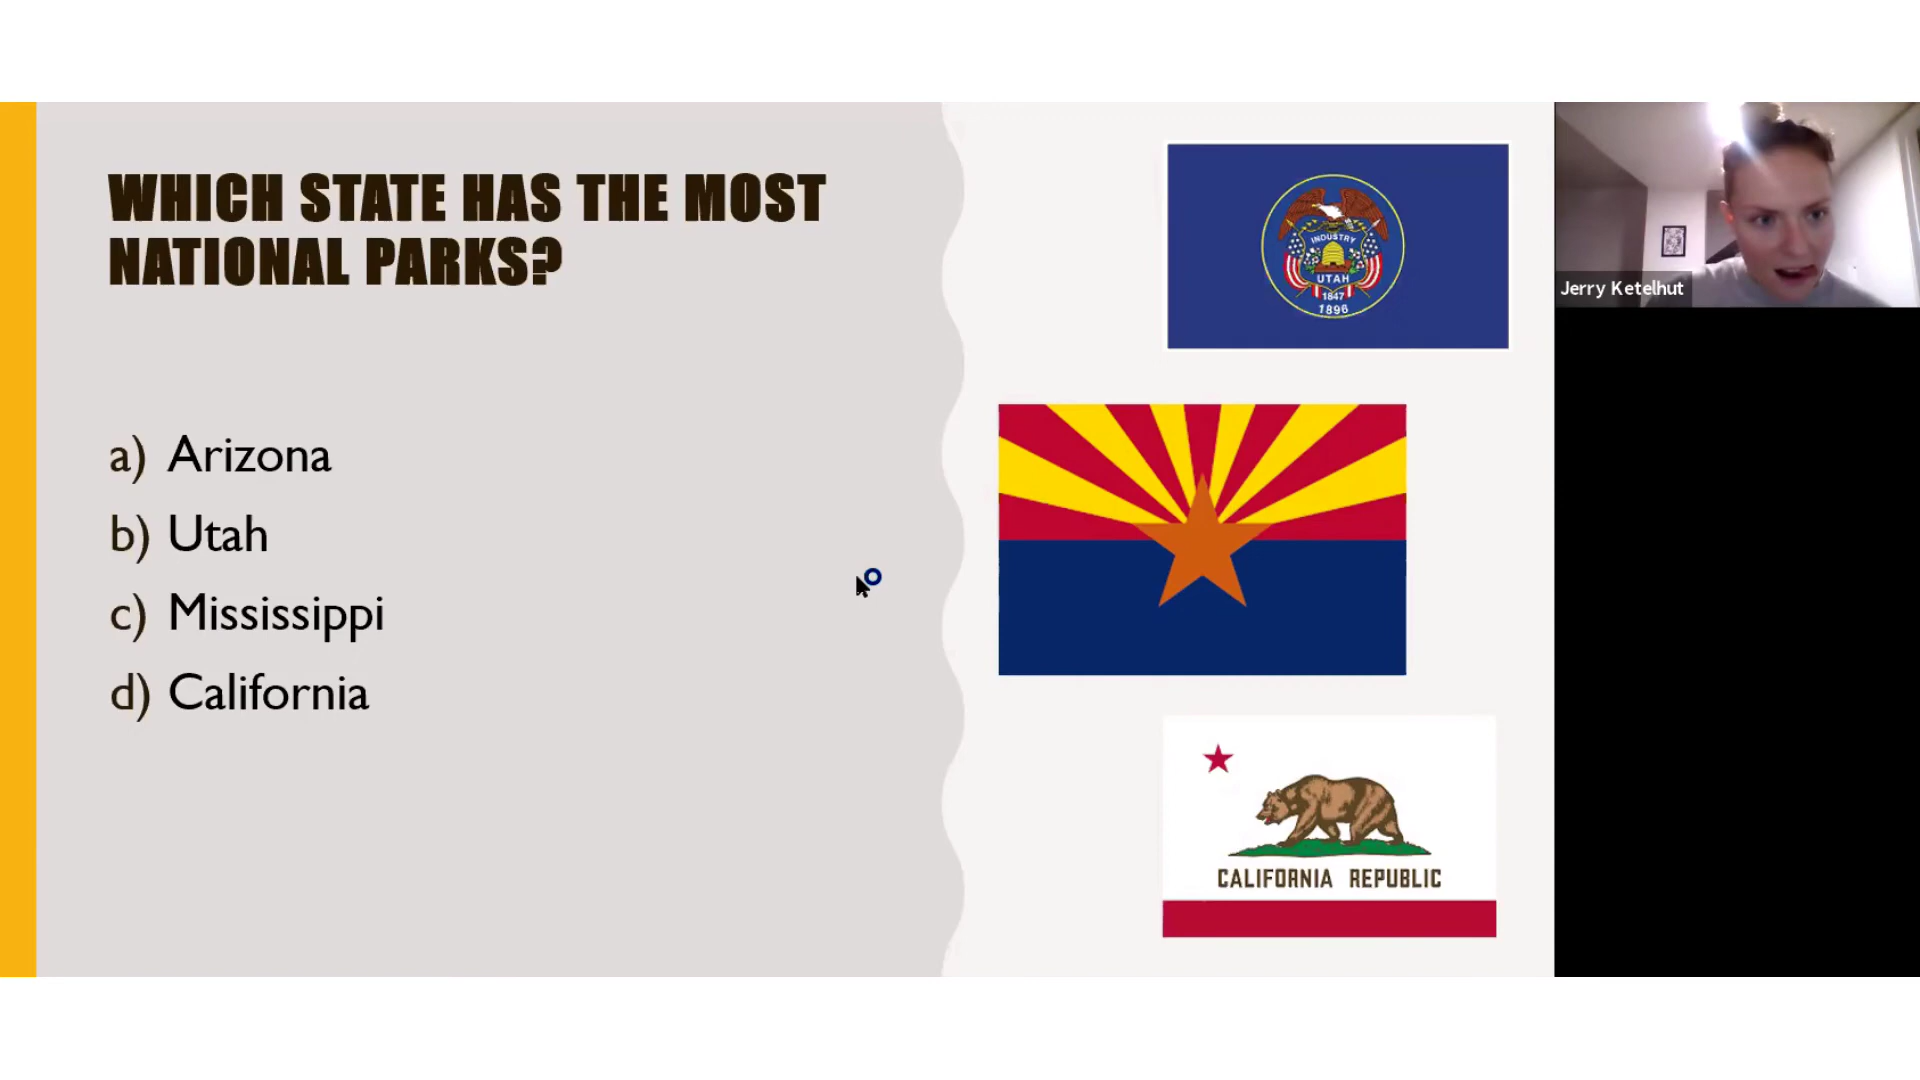 WHICH STATE HAS THE MOST
NATIONAL PARKS?
a) Arizona
b) Utah
c) Mississippi
d) California
INDUSTRY
UTAH
1847
1896
CALIFORNIA REPUBLIC
Jerry Ketelhut